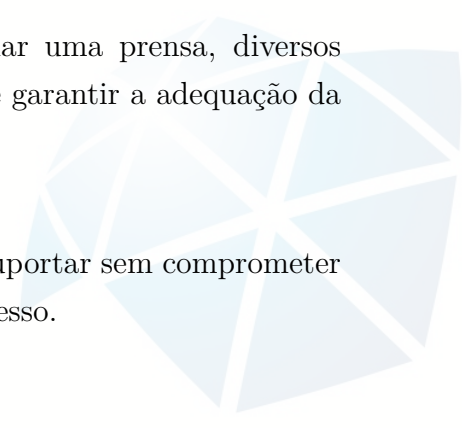 ar uma prensa, diversos
garantir a adequação da
uportar sem comprometer
esso.